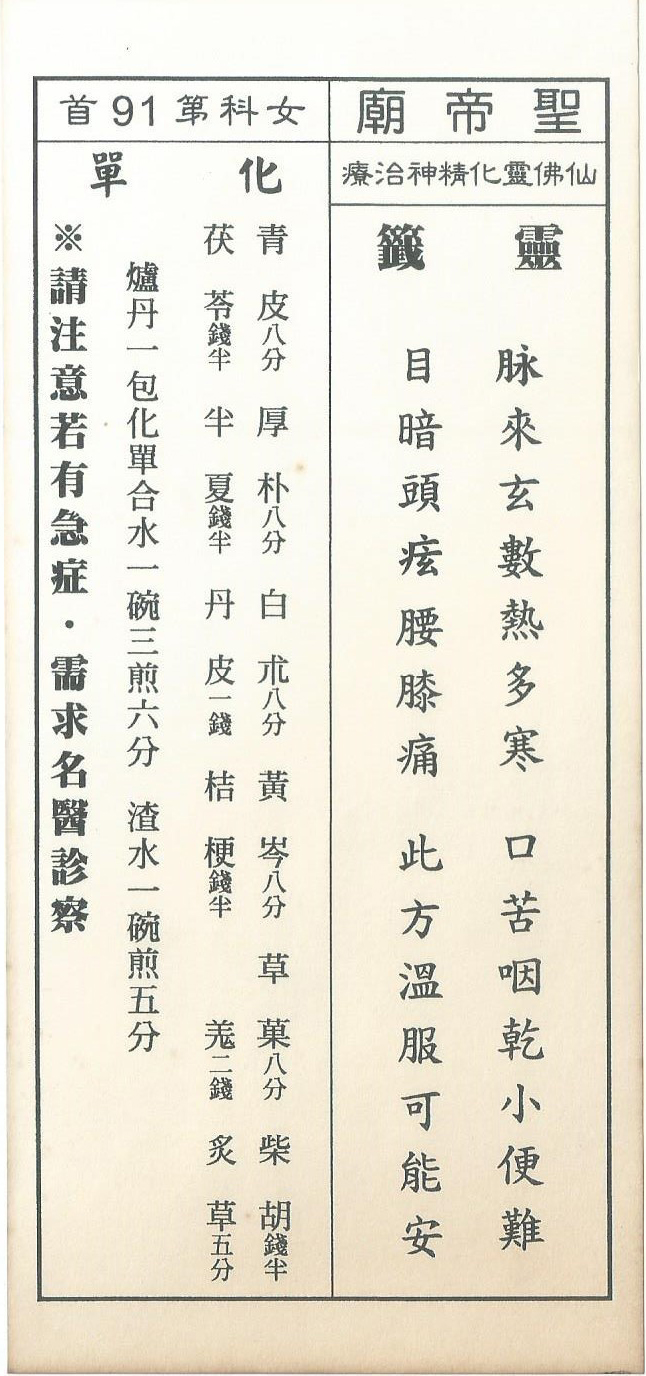 聖帝廟
仙佛靈化精神治療
靈籤
脉來玄數熱多寒　口苦咽乾小便難
目暗頭痃腰膝痛　此方溫服可能安
女科第91首
化單
青皮八分　厚朴八分　白朮八分　黃岑八分　草菓八分　柴胡錢半
茯苓錢半　半夏錢半　丹皮一錢　桔梗錢半　羗二錢　炙草五分
爐丹一包化單合水一碗三煎六分　渣水一碗煎五分
※請注意若有急症・需求名醫診察